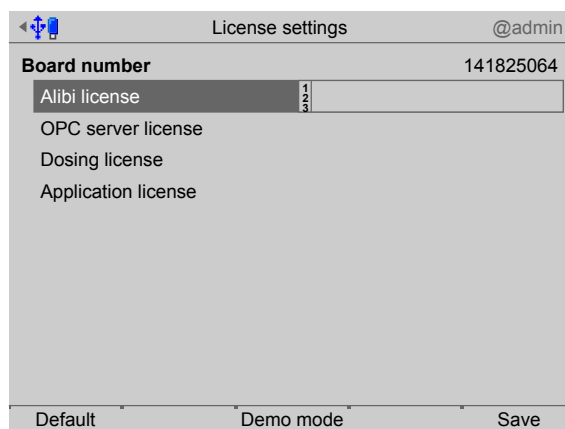 License settings @admin
Board number 141825064
Alibi license 1 2 3
OPC server license
Dosing license
Application license
Default Demo mode Save